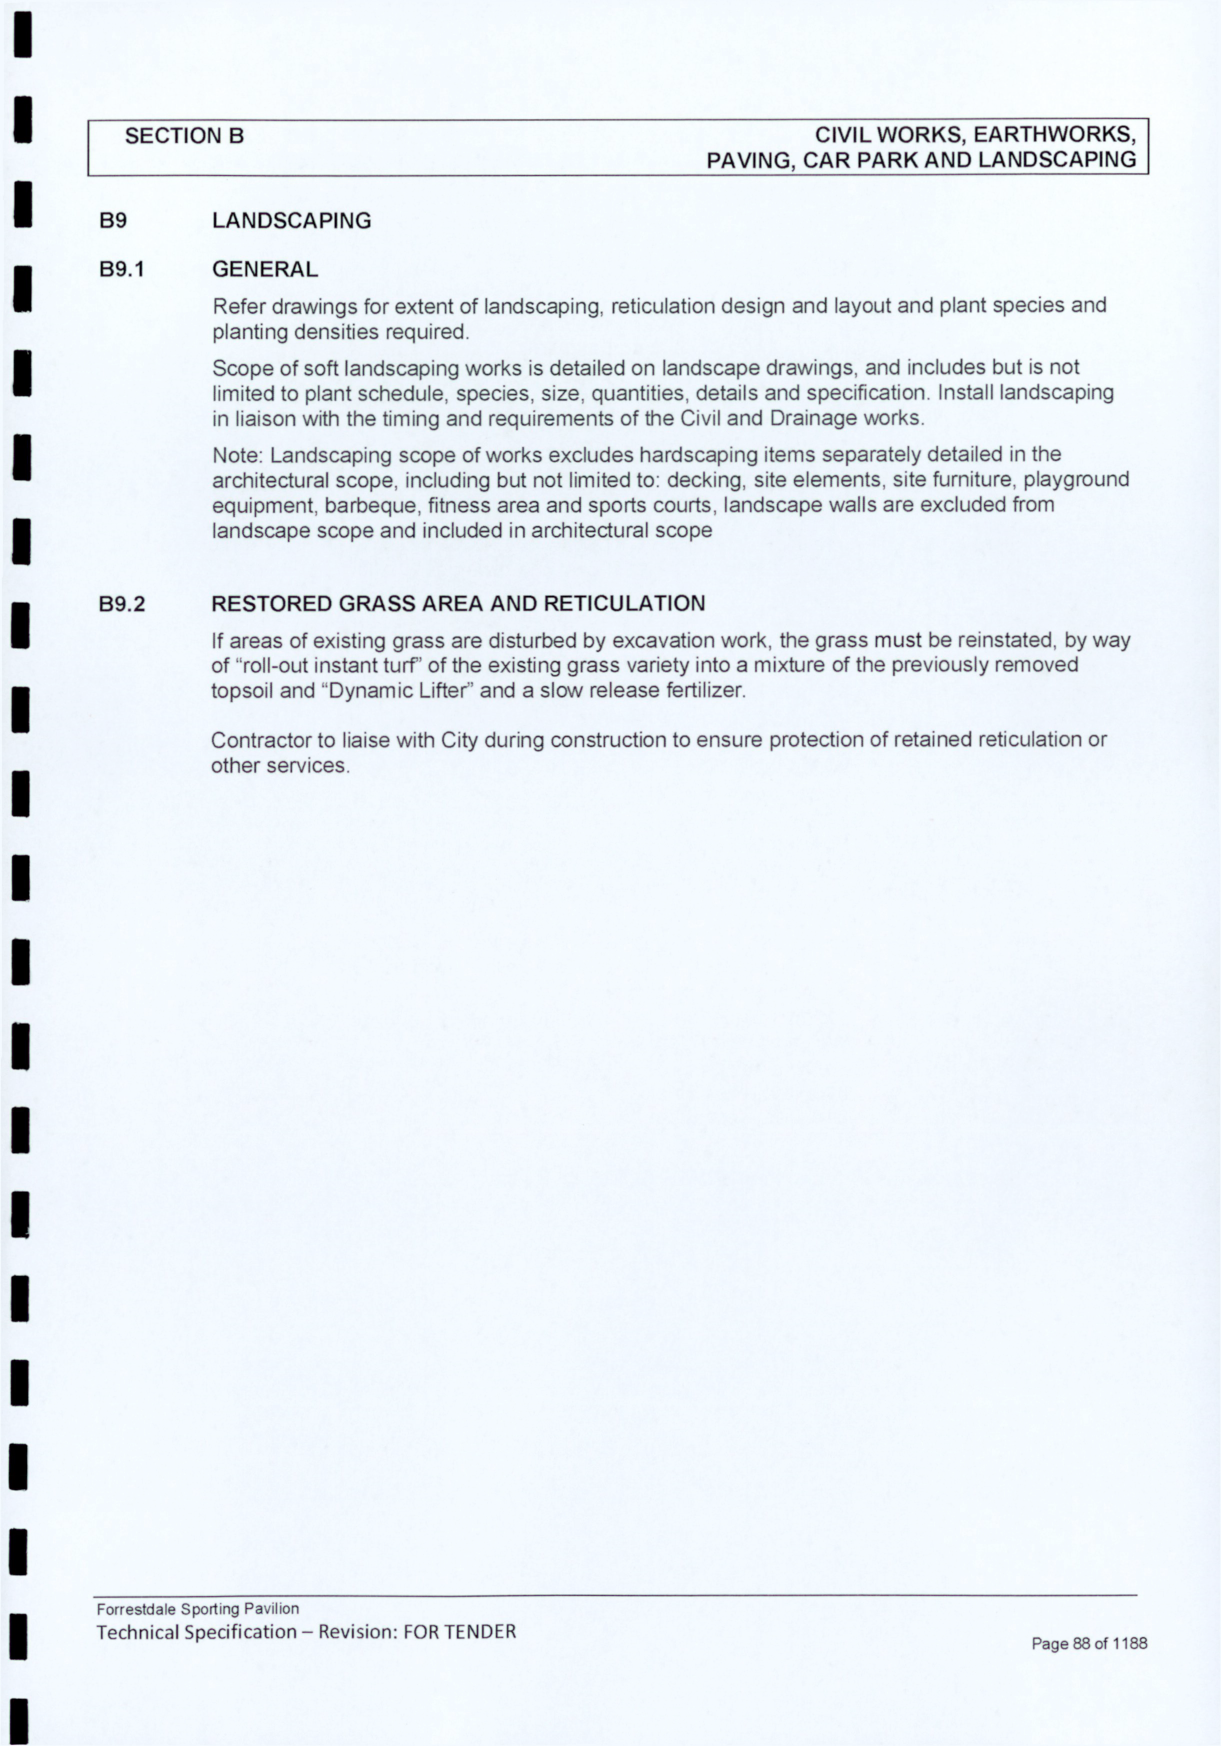 SECTION B
CIVIL WORKS, EARTHWORKS,
PAVING, CAR PARK AND LANDSCAPING
B9 LANDSCAPING
B9.1 GENERAL
Refer drawings for extent of landscaping, reticulation design and layout and plant species and
planting densities required.
Scope of soft landscaping works is detailed on landscape drawings, and includes but is not
limited to plant schedule, species, size, quantities, details and specification. Install landscaping
in liaison with the timing and requirements of the Civil and Drainage works.
Note: Landscaping scope of works excludes hardscaping items separately detailed in the
architectural scope, including but not limited to: decking, site elements, site furniture, playground
equipment, barbeque, fitness area and sports courts, landscape walls are excluded from
landscape scope and included in architectural scope
B9.2 RESTORED GRASS AREA AND RETICULATION
If areas of existing grass are disturbed by excavation work, the grass must be reinstated, by way
of “roll-out instant turf” of the existing grass variety into a mixture of the previously removed
topsoil and “Dynamic Lifter” and a slow release fertilizer.
Contractor to liaise with City during construction to ensure protection of retained reticulation or
other services.
Forrestdale Sporting Pavilion
Technical Specification – Revision: FOR TENDER
Page 88 of 1188